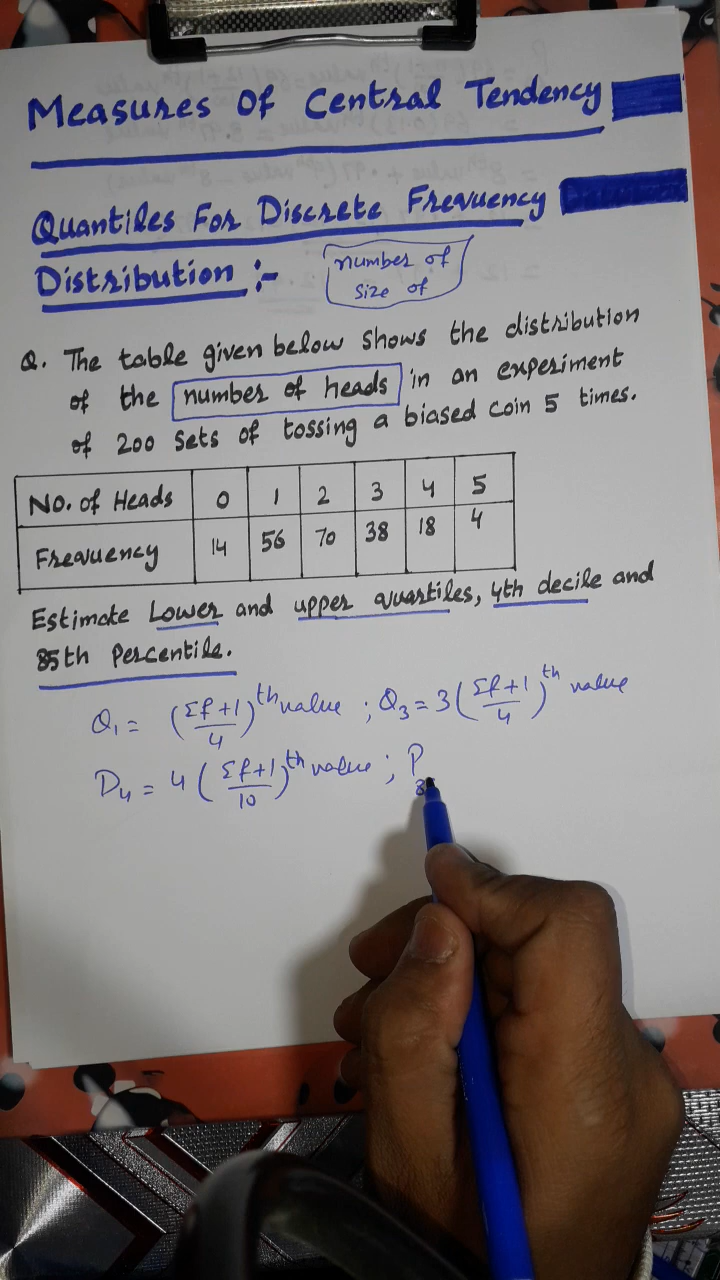 Measures Of Central Tendency
Quantiles For Discrete Frequency
Distribution :-
number of
size of
Q. The table given below shows the distribution
of the number of heads in an experiment
of 200 sets of tossing a biased coin 5 times.
No. of Heads 0 1 2 3 4 5
Frequency 14 56 70 38 18 4
Estimate Lower and upper quartiles, 4th decile and
85th Percentile.
Q₁ = (Σf+1/4)th value ; Q₃ = 3(Σf+1/4)th value
D₄ = 4(Σf+1/10)th value ; P₈